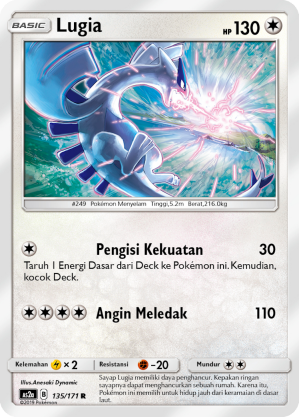 BASIC Lugia HP 130
#249 Pokémon Menyelam Tinggi,5.2m Berat,216.0kg
Pengisi Kekuatan 30
Taruh 1 Energi Dasar dari Deck ke Pokémon ini. Kemudian,
kocok Deck.
Angin Meledak 110
Kelemahan ×2 Resistansi -20 Mundur
Illus.Anesaki Dynamic
Sayap Lugia memiliki daya penghancur. Kepakan ringan
sayapnya dapat menghancurkan sebuah rumah. Karena itu,
Pokémon ini memilih untuk hidup jauh dari keramaian di dasar
laut.
AS2a D 135/171 R
©2019 Pokémon